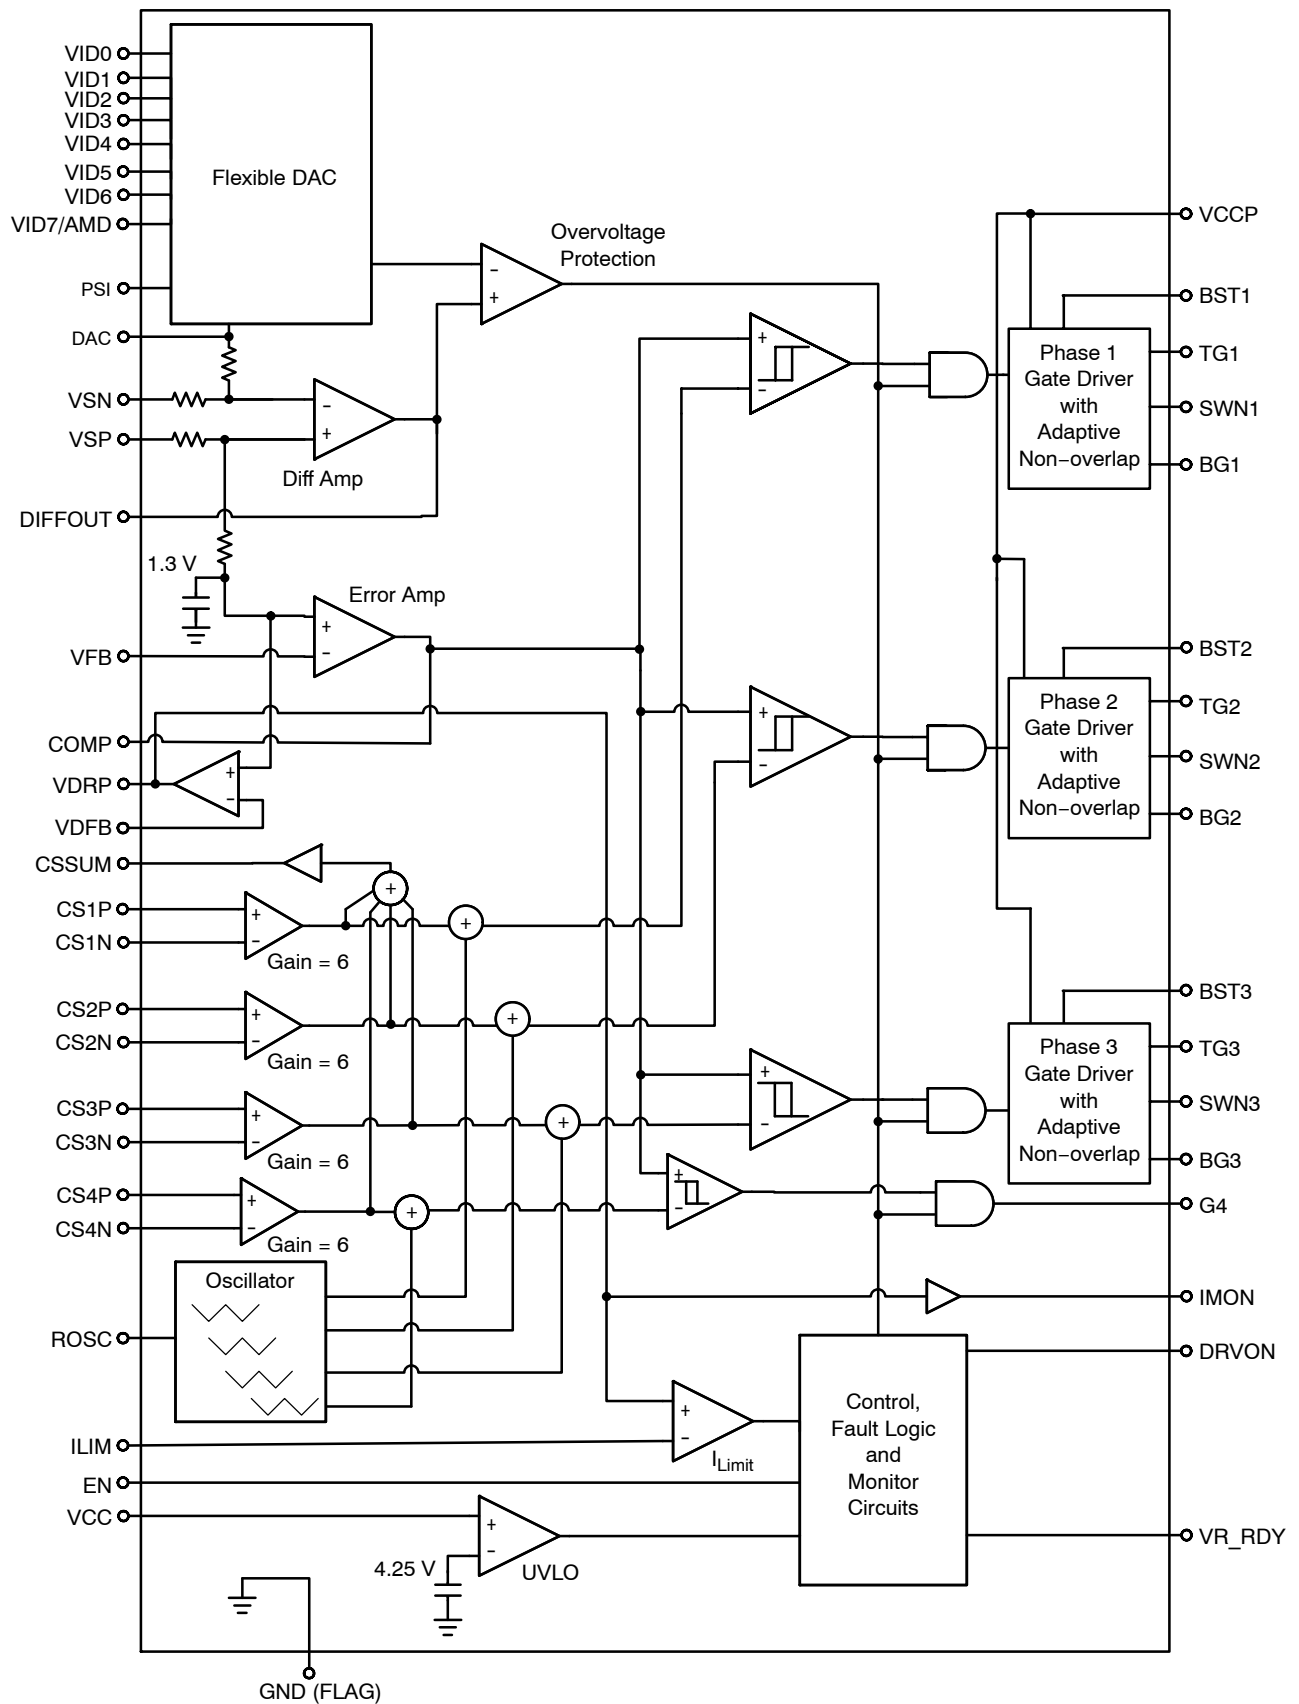 VID0
VID1
VID2
VID3
VID4
VID5
VID6
VID7/AMD
PSI
DAC
VSN
VSP
DIFFOUT
1.3 V
VFB
COMP
VDRP
VDFB
CSSUM
CS1P
CS1N
CS2P
CS2N
CS3P
CS3N
CS4P
CS4N
ROSC
ILIM
EN
VCC
GND (FLAG)
Flexible DAC
Overvoltage
Protection
−
+
−
+
Diff Amp
Error Amp
+
−
+
−
+
+
−
Gain = 6
+
+
−
Gain = 6
+
+
−
Gain = 6
+
+
−
Gain = 6
+
Oscillator
+
−
+
−
+
−
+
−
+
−
ILimit
4.25 V
+
−
UVLO
Control,
Fault Logic
and
Monitor
Circuits
Phase 1
Gate Driver
with
Adaptive
Non−overlap
Phase 2
Gate Driver
with
Adaptive
Non−overlap
Phase 3
Gate Driver
with
Adaptive
Non−overlap
VCCP
BST1
TG1
SWN1
BG1
BST2
TG2
SWN2
BG2
BST3
TG3
SWN3
BG3
G4
IMON
DRVON
VR_RDY